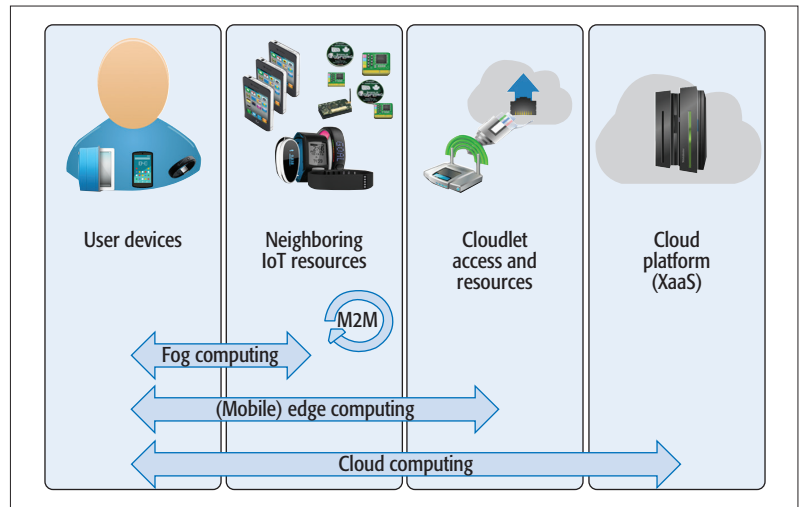 User devices
Neighboring
IoT resources
Cloudlet
access and
resources
Cloud
platform
(XaaS)
M2M
Fog computing
(Mobile) edge computing
Cloud computing